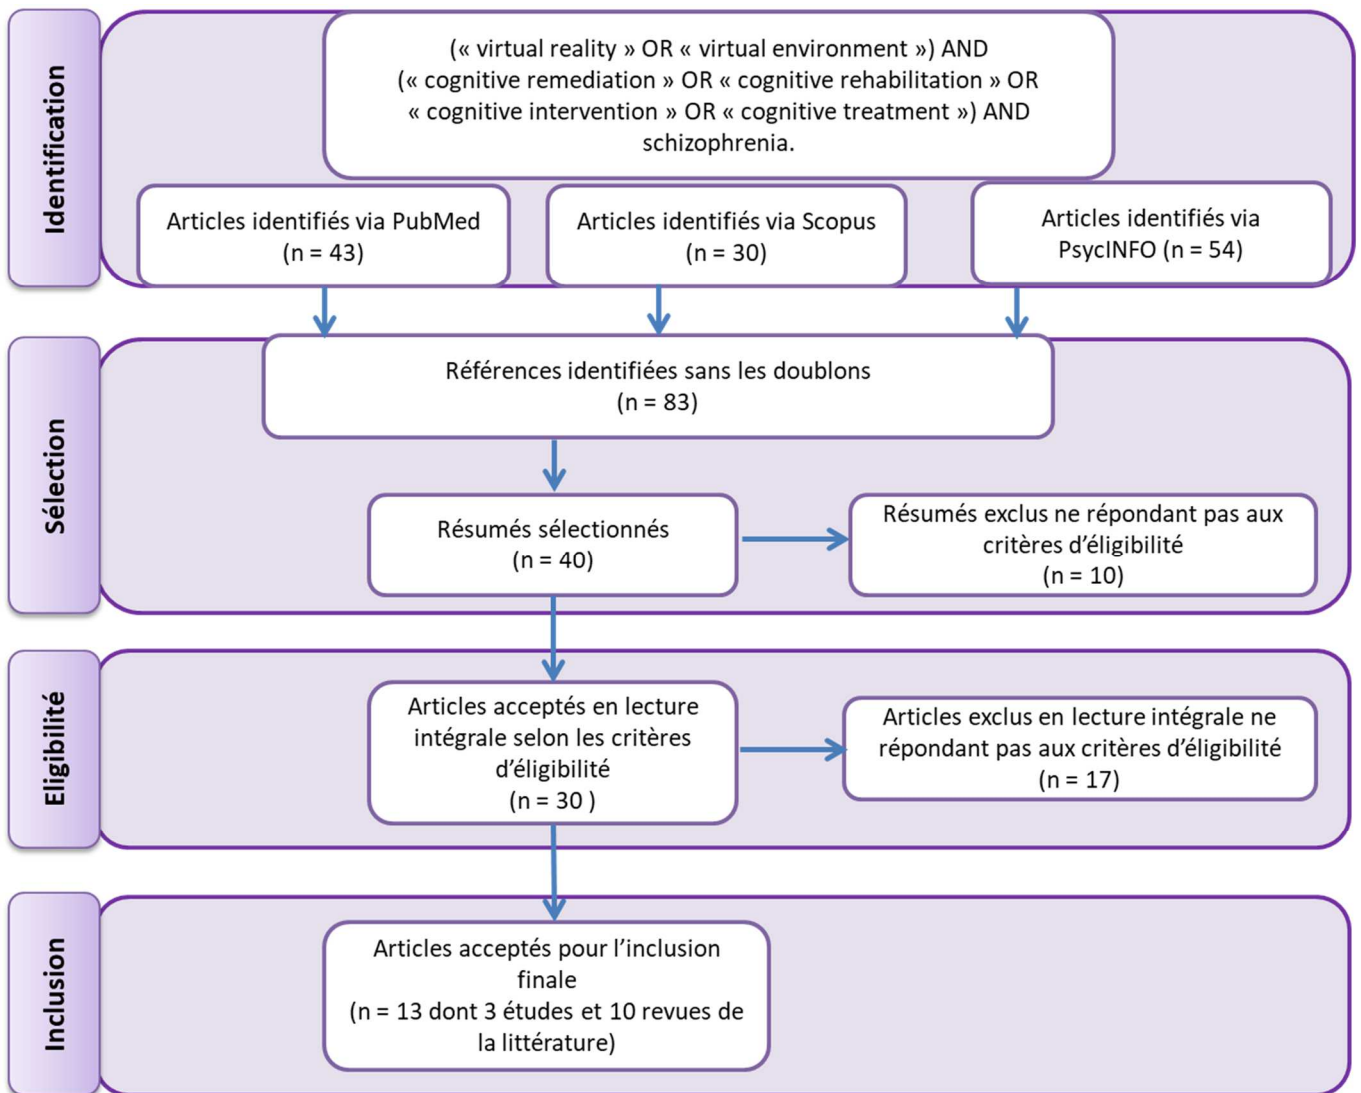 Identification
(« virtual reality » OR « virtual environment ») AND
(« cognitive remediation » OR « cognitive rehabilitation » OR
« cognitive intervention » OR « cognitive treatment ») AND
schizophrenia.
Articles identifiés via PubMed
(n = 43)
Articles identifiés via Scopus
(n = 30)
Articles identifiés via
PsycINFO (n = 54)
Sélection
Références identifiées sans les doublons
(n = 83)
Résumés sélectionnés
(n = 40)
Résumés exclus ne répondant pas aux
critères d’éligibilité
(n = 10)
Eligibilité
Articles acceptés en lecture
intégrale selon les critères
d’éligibilité
(n = 30 )
Articles exclus en lecture intégrale ne
répondant pas aux critères d’éligibilité
(n = 17)
Inclusion
Articles acceptés pour l’inclusion
finale
(n = 13 dont 3 études et 10 revues de
la littérature)